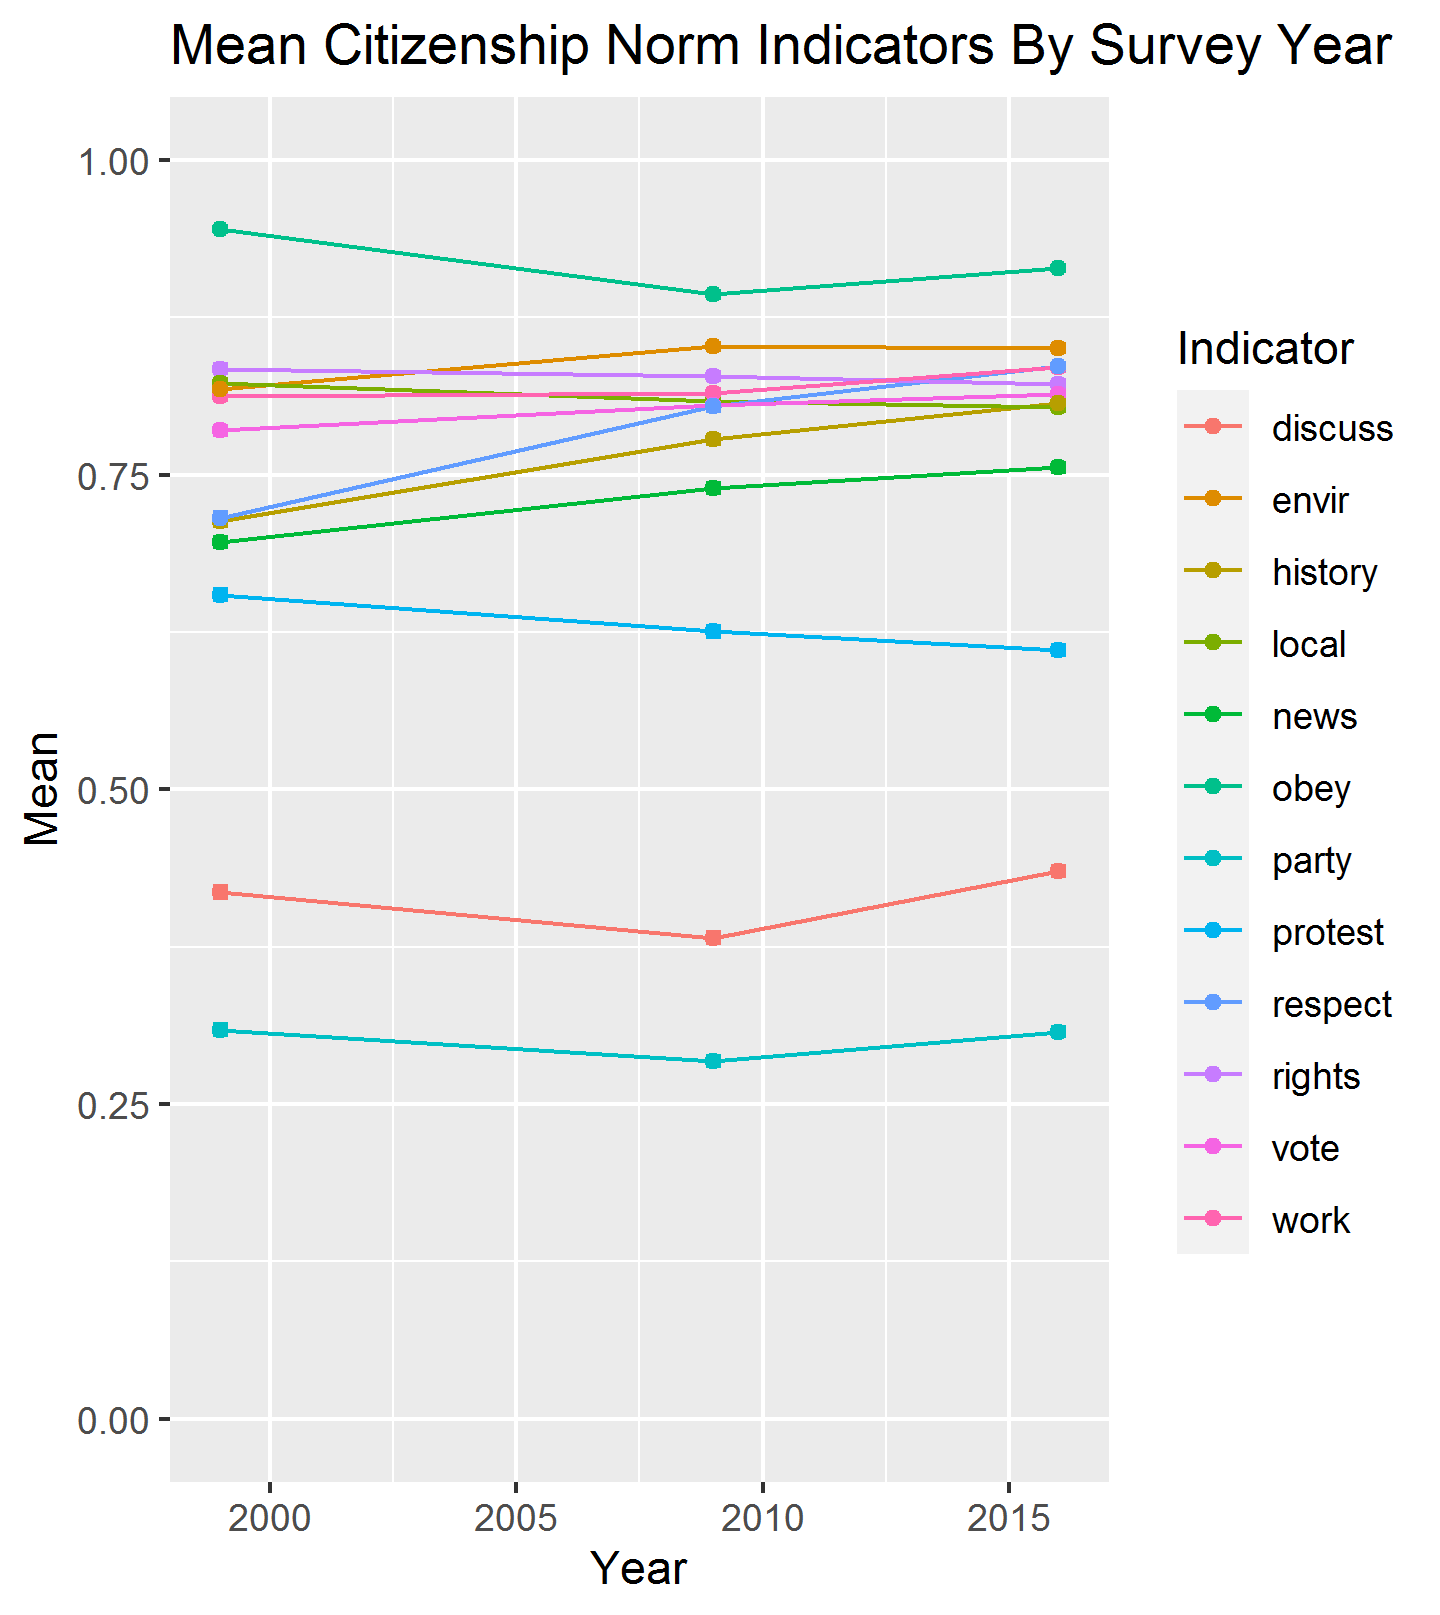 Mean Citizenship Norm Indicators By Survey Year
1.00
0.75
0.50
0.25
0.00
Mean
2000 2005 2010 2015
Year
Indicator
discuss
envir
history
local
news
obey
party
protest
respect
rights
vote
work